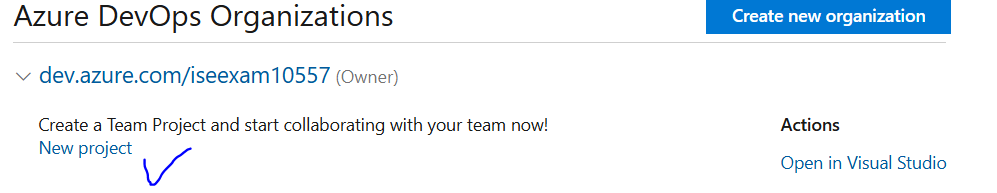 Azure DevOps Organizations
Create new organization
dev.azure.com/iseexam10557 (Owner)
Create a Team Project and start collaborating with your team now!
New project
Actions
Open in Visual Studio